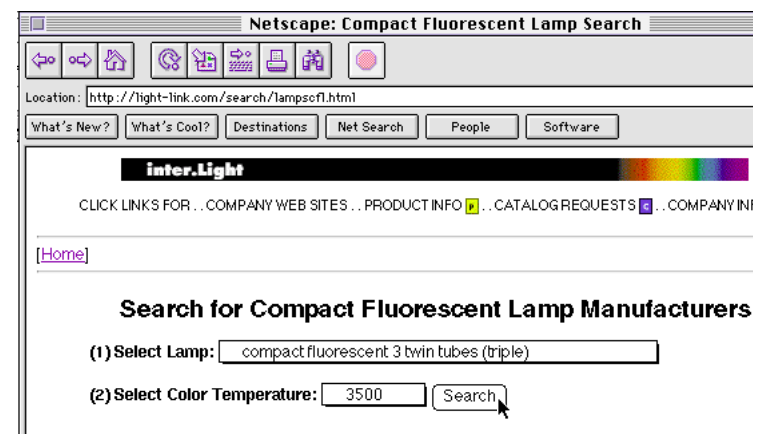 Netscape: Compact Fluorescent Lamp Search
Location: http://light-link.com/search/lampscfl.html
What's New? What's Cool? Destinations Net Search People Software
inter.Light
CLICK LINKS FOR . . COMPANY WEB SITES . . PRODUCT INFO P . . CATALOG REQUESTS C . . COMPANY INF
[Home]
Search for Compact Fluorescent Lamp Manufacturers
(1) Select Lamp: compact fluorescent 3 twin tubes (triple)
(2) Select Color Temperature: 3500 Search